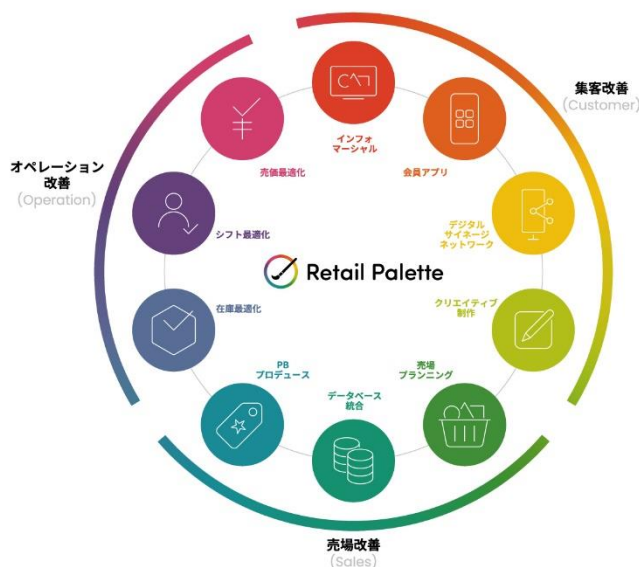 インフォ
マーシャル
会員アプリ
デジタル
サイネージ
ネットワーク
クリエイティブ
制作
売場
プランニング
データベース
統合
PB
プロデュース
在庫最適化
シフト最適化
売価最適化
Retail Palette
集客改善
(Customer)
売場改善
(Sales)
オペレーション
改善
(Operation)